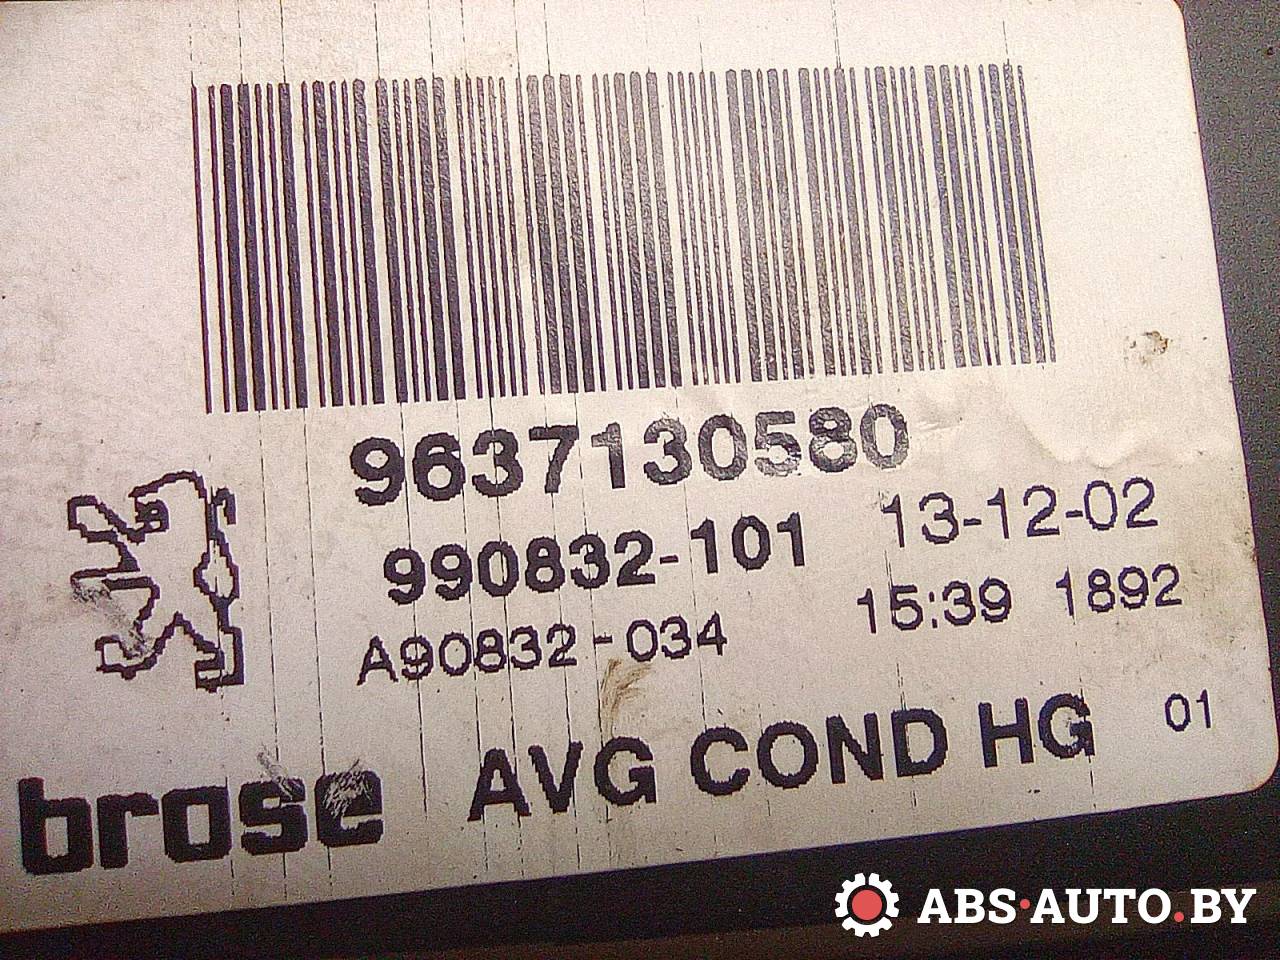 9637130580
990832-101 13-12-02
A90832-034 15:39 1892
brose AVG COND HG 01
ABS·AUTO.BY